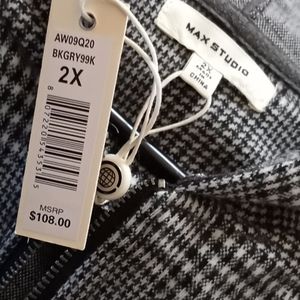 AW09Q20
BKGRY99K
2X
MSRP
$108.00
MAX STUDIO
2X
CHINA